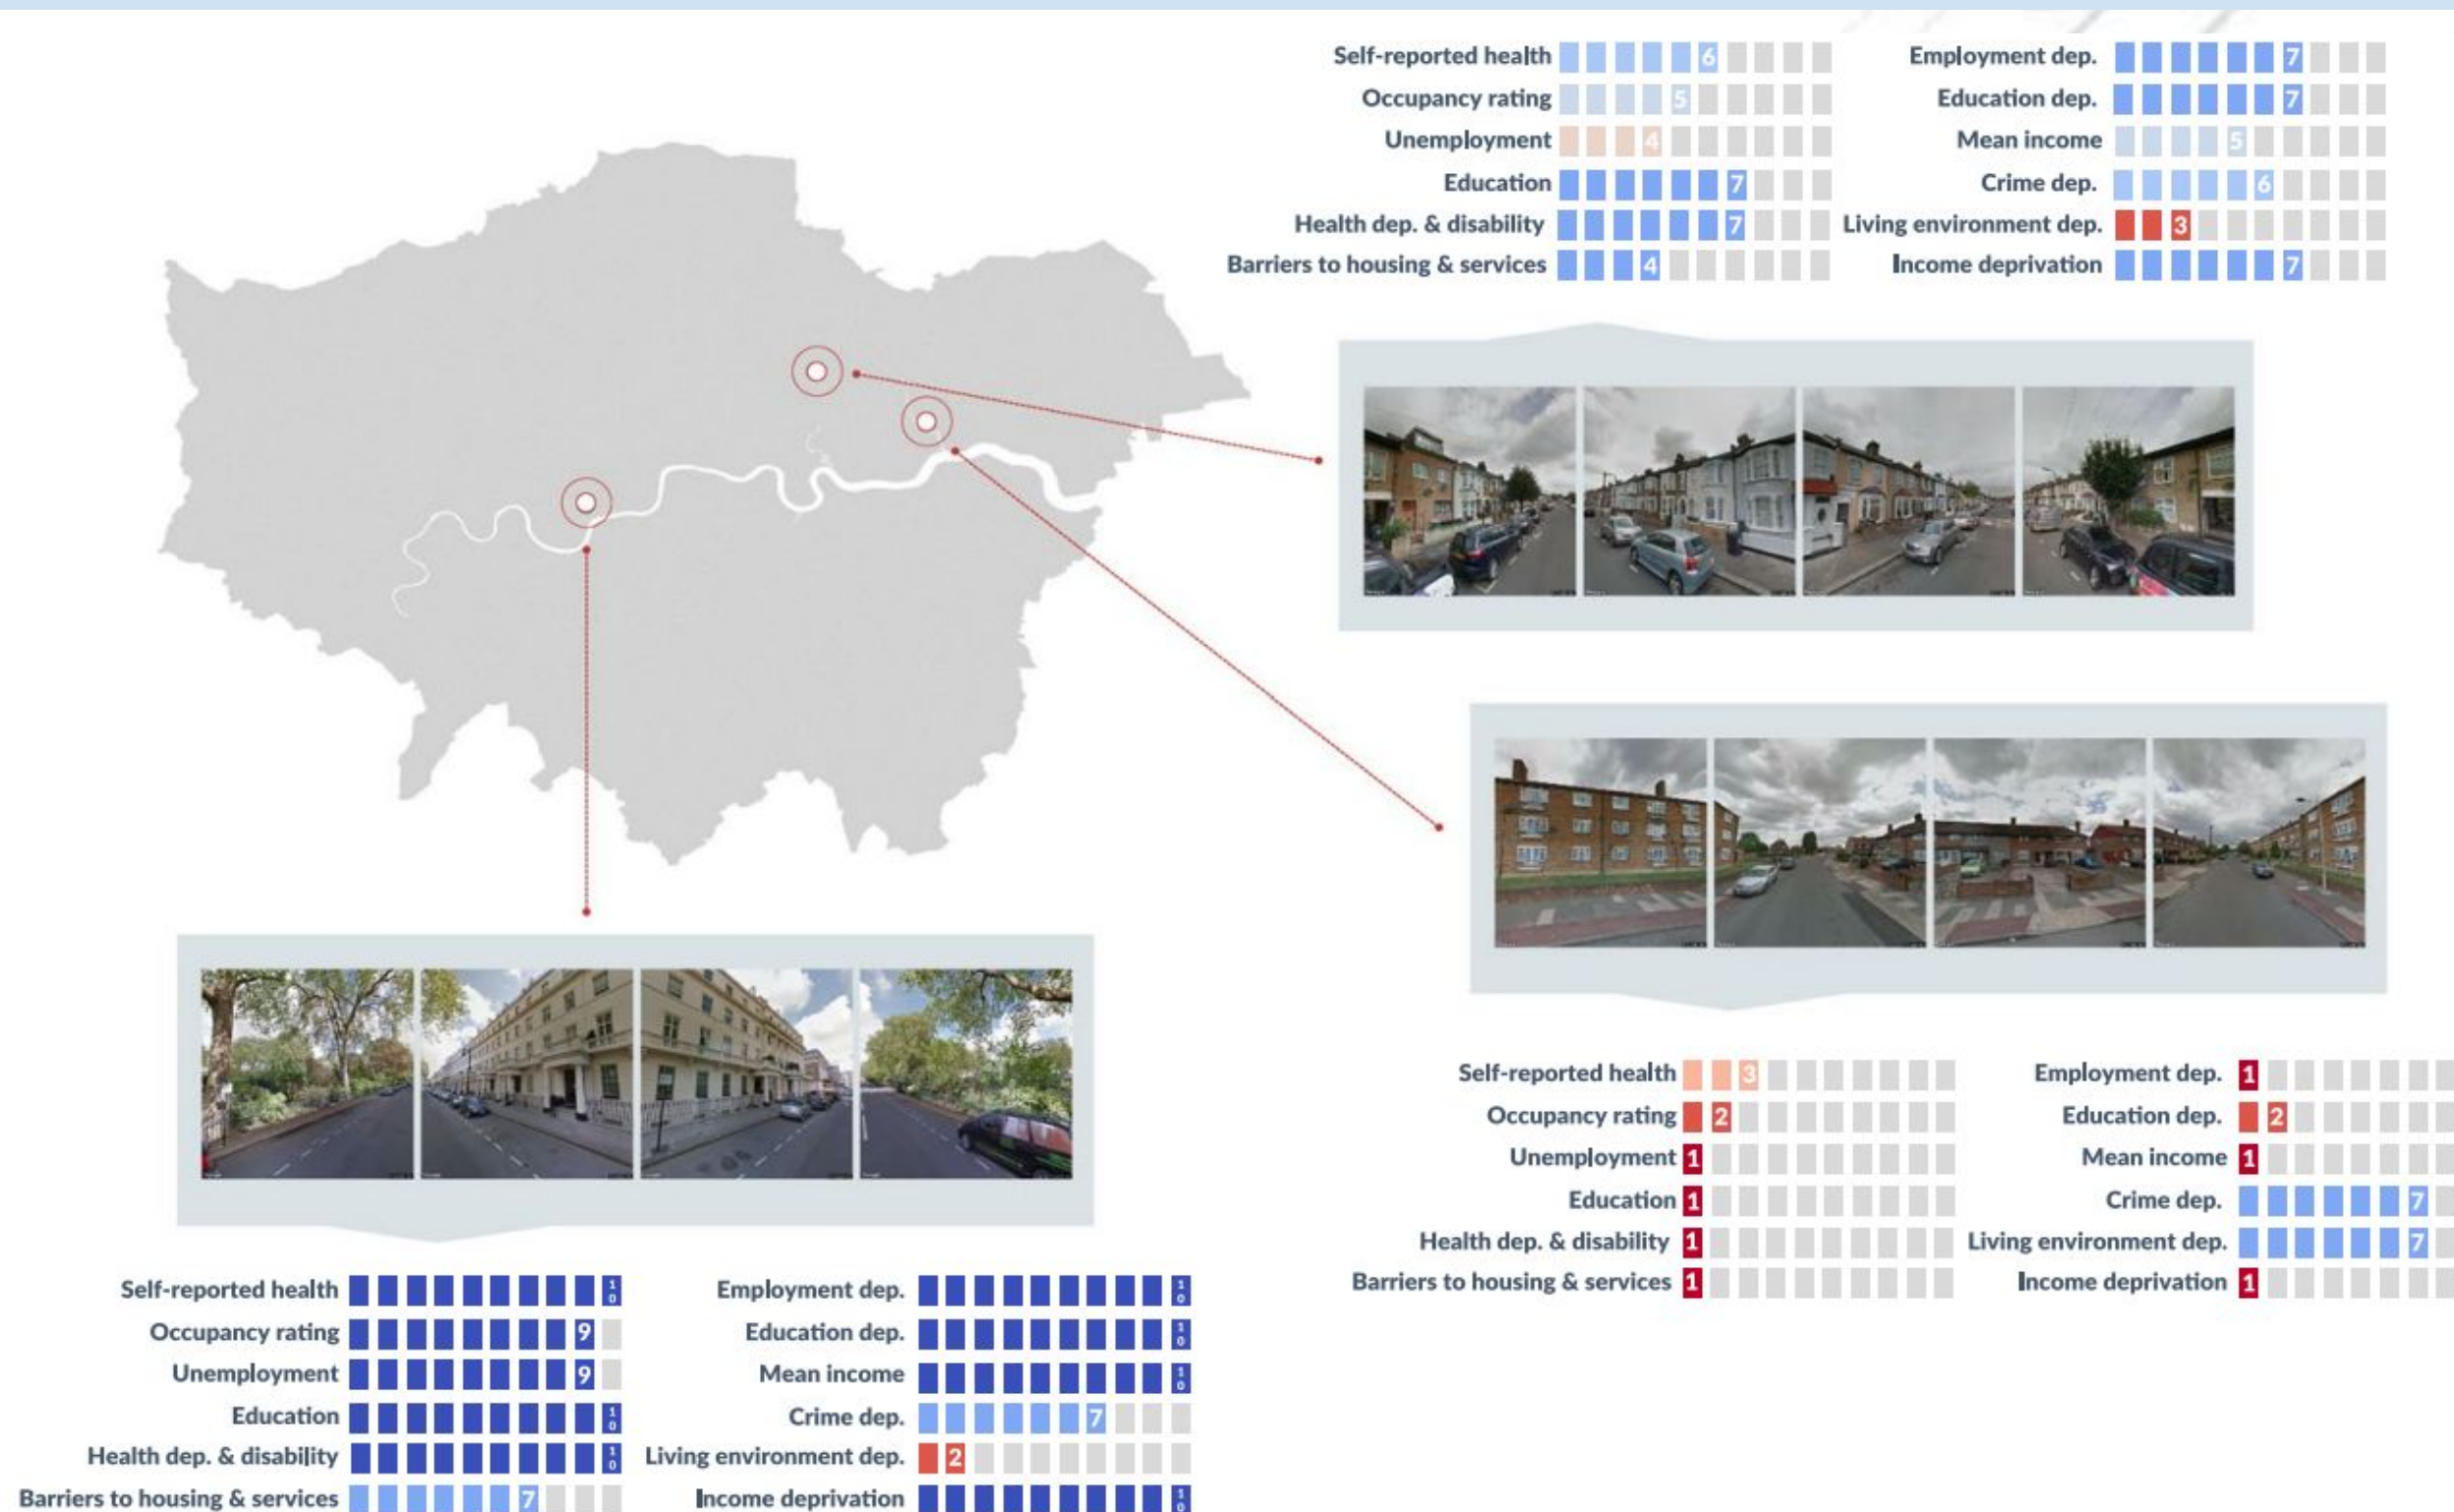 Self-reported health 6
Occupancy rating 5
Unemployment 4
Education 7
Health dep. & disability 7
Barriers to housing & services 4
Employment dep. 7
Education dep. 7
Mean income 5
Crime dep. 6
Living environment dep. 3
Income deprivation 7
Self-reported health 3
Occupancy rating 2
Unemployment 1
Education 1
Health dep. & disability 1
Barriers to housing & services 1
Employment dep. 1
Education dep. 2
Mean income 1
Crime dep. 7
Living environment dep. 7
Income deprivation 1
Self-reported health 10
Occupancy rating 9
Unemployment 9
Education 10
Health dep. & disability 10
Barriers to housing & services 7
Employment dep. 10
Education dep. 10
Mean income 10
Crime dep. 7
Living environment dep. 2
Income deprivation 10